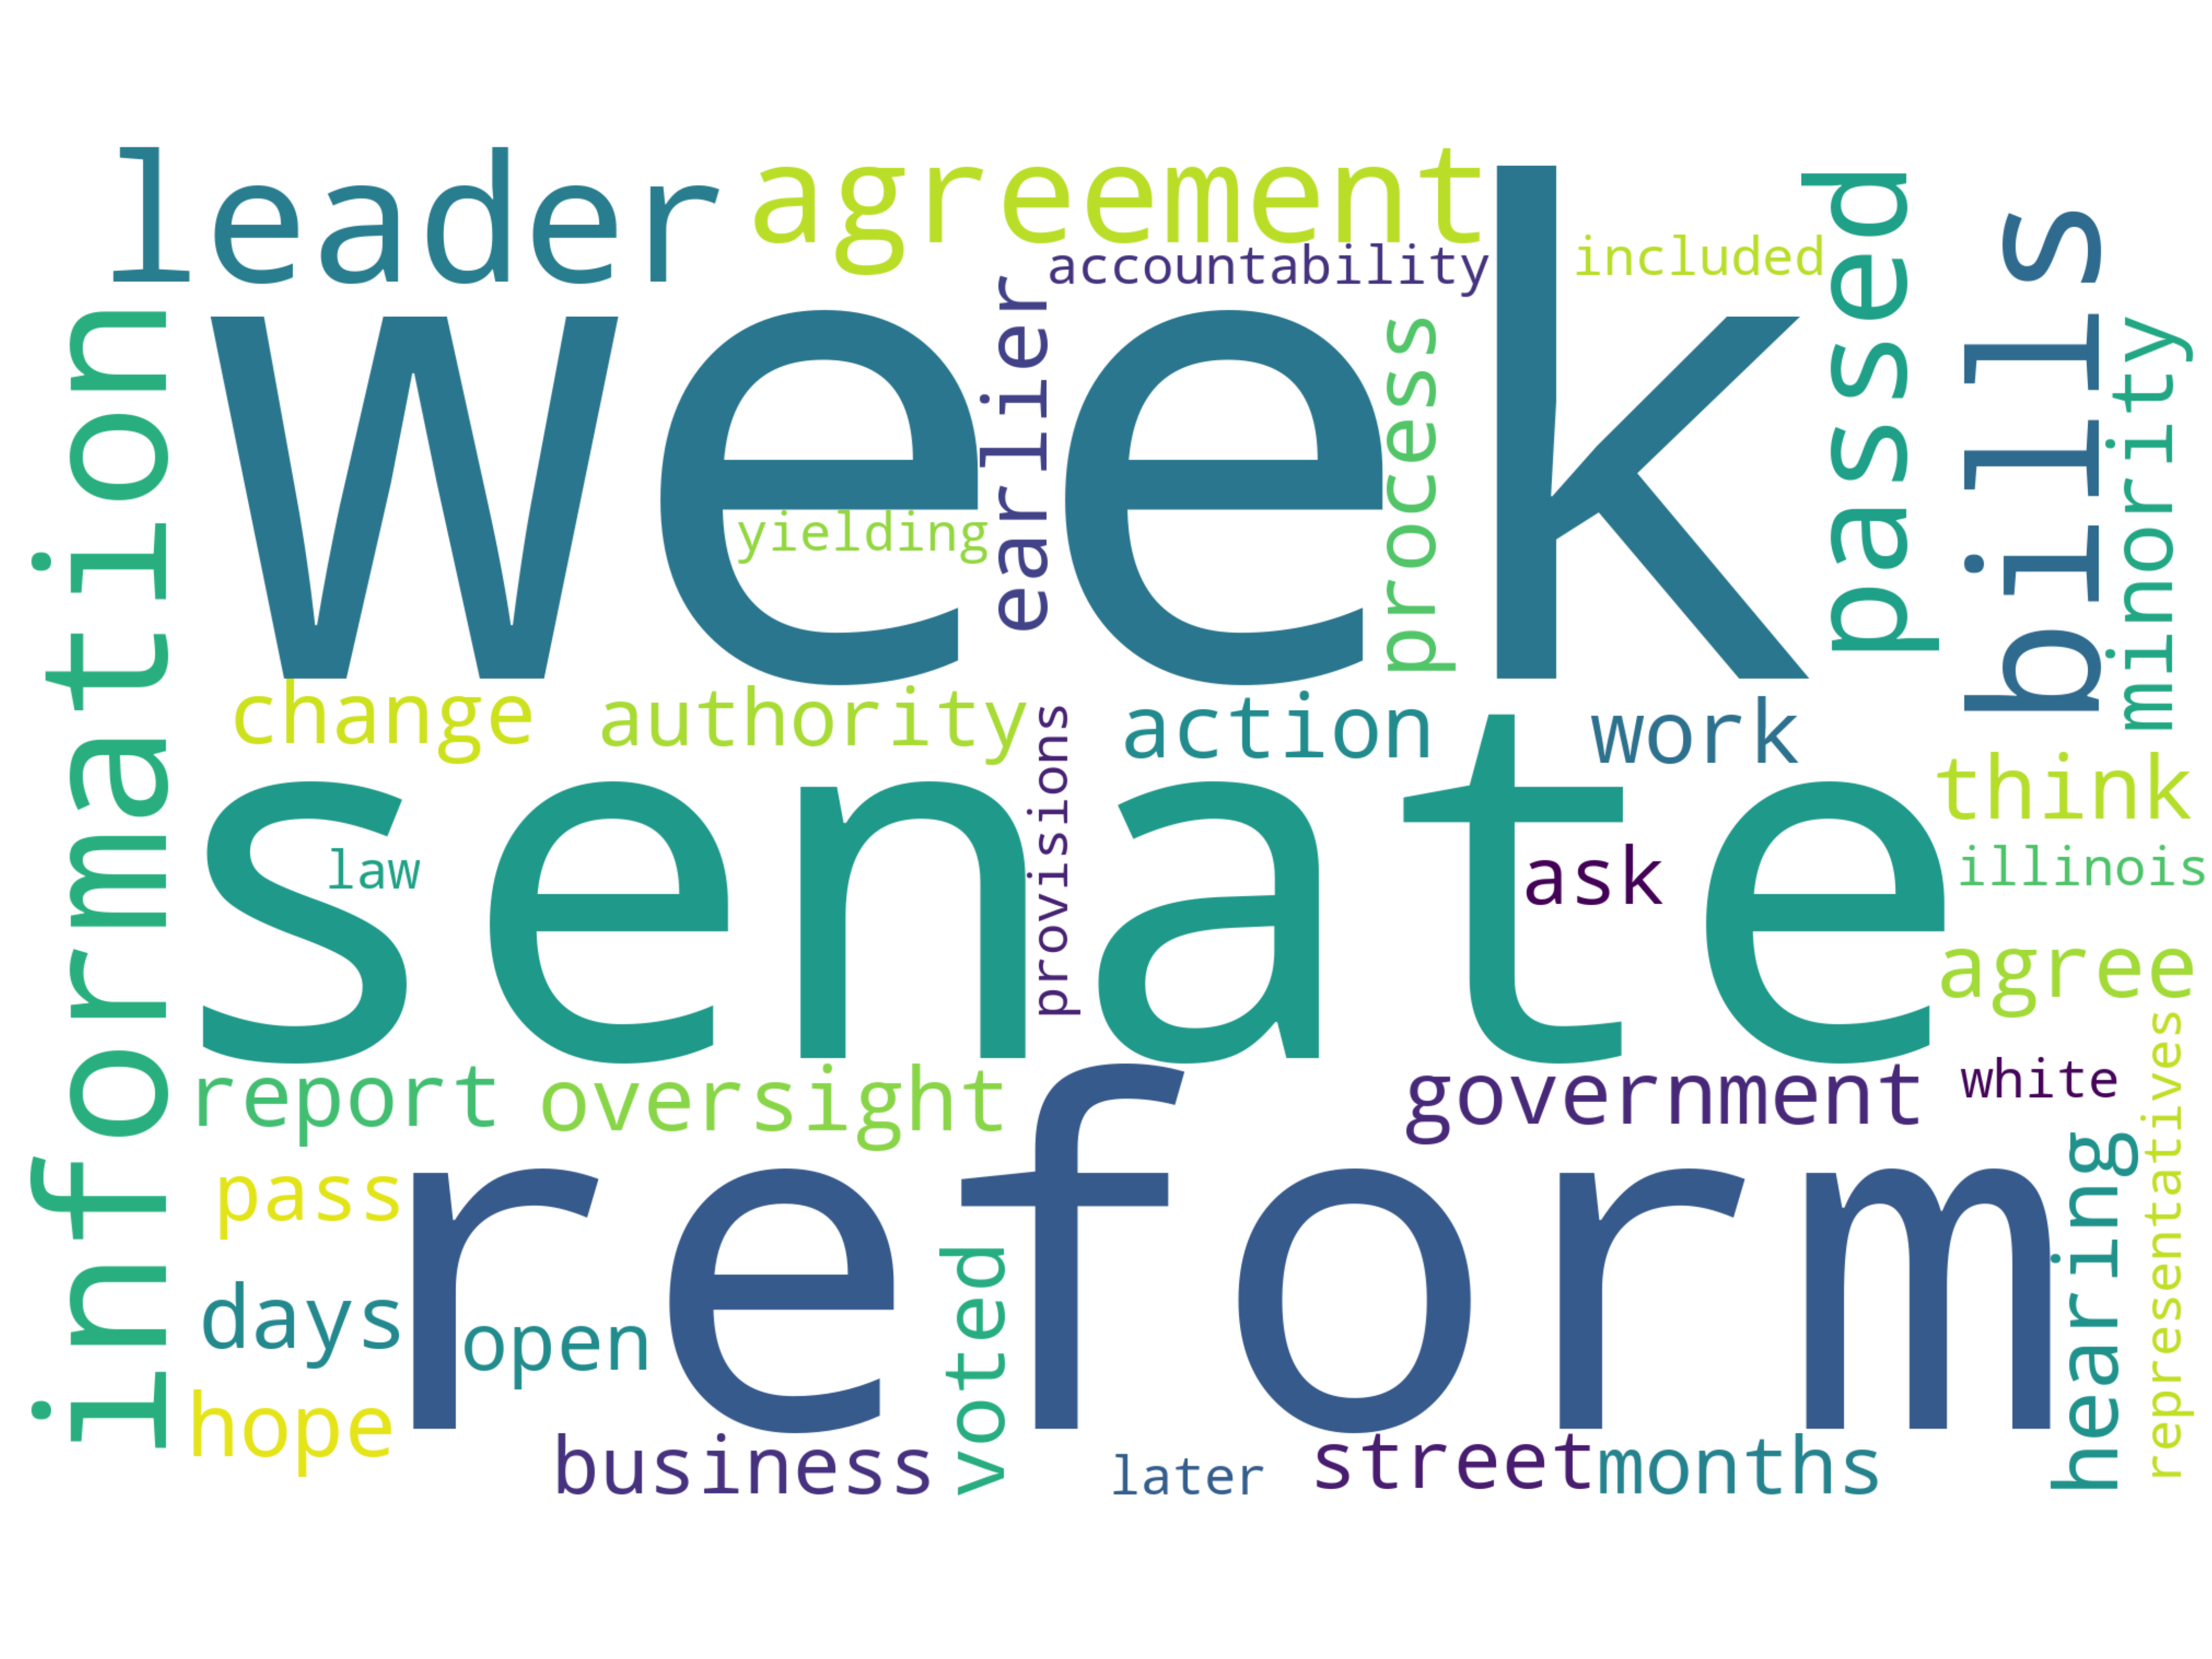 leader
agreement
accountability
included
passed
bills
minority
information
week
earlier
process
yielding
change
authority
action
work
provisions
think
senate
law
ask
illinois
agree
report
oversight
government
white
representatives
hearing
pass
reform
days
open
voted
hope
business
later
street
months